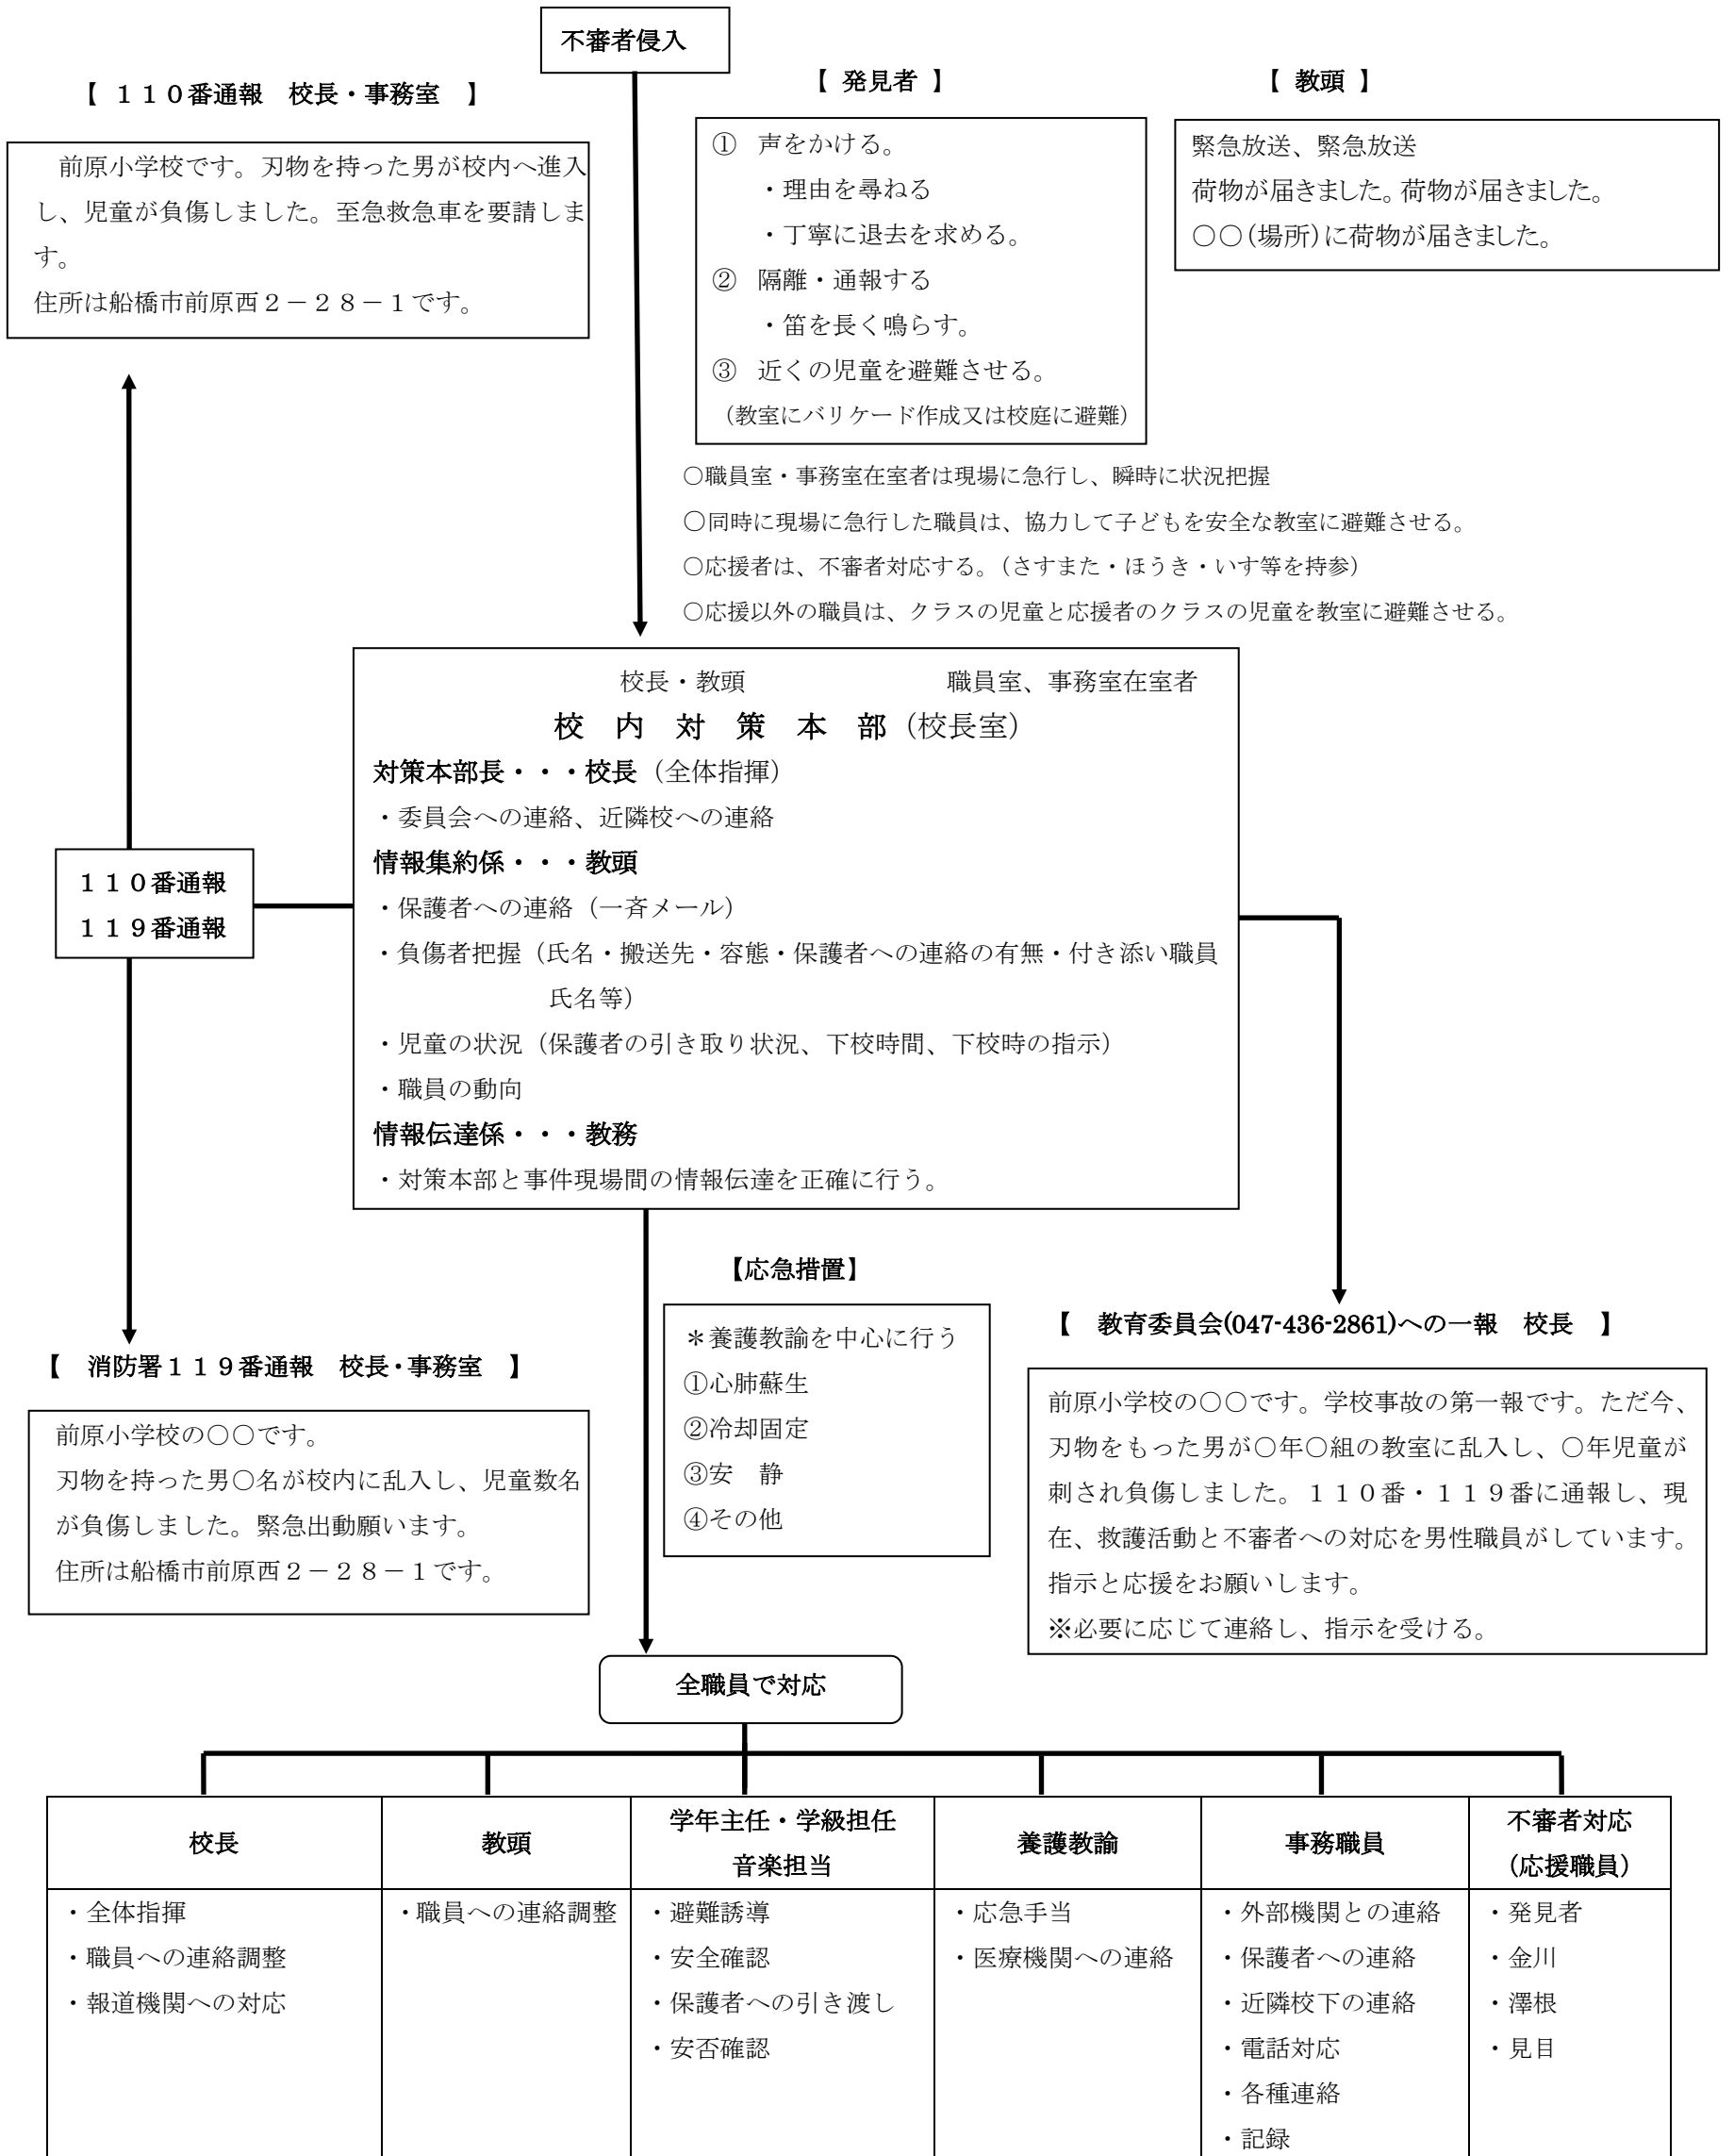 不審者侵入
【 １１０番通報　校長・事務室　】
前原小学校です。刃物を持った男が校内へ進入
し、児童が負傷しました。至急救急車を要請しま
す。
住所は船橋市前原西２－２８－１です。
【 発見者 】
① 声をかける。
・理由を尋ねる
・丁寧に退去を求める。
② 隔離・通報する
・笛を長く鳴らす。
③ 近くの児童を避難させる。
（教室にバリケード作成又は校庭に避難）
【 教頭 】
緊急放送、緊急放送
荷物が届きました。荷物が届きました。
○○（場所）に荷物が届きました。
○職員室・事務室在室者は現場に急行し、瞬時に状況把握
○同時に現場に急行した職員は、協力して子どもを安全な教室に避難させる。
○応援者は、不審者対応する。（さすまた・ほうき・いす等を持参）
○応援以外の職員は、クラスの児童と応援者のクラスの児童を教室に避難させる。
校長・教頭　　　　職員室、事務室在室者
校　内　対　策　本　部（校長室）
対策本部長・・・校長（全体指揮）
・委員会への連絡、近隣校への連絡
情報集約係・・・教頭
・保護者への連絡（一斉メール）
・負傷者把握（氏名・搬送先・容態・保護者への連絡の有無・付き添い職員
氏名等）
・児童の状況（保護者の引き取り状況、下校時間、下校時の指示）
・職員の動向
情報伝達係・・・教務
・対策本部と事件現場間の情報伝達を正確に行う。
１１０番通報
１１９番通報
【応急措置】
＊養護教諭を中心に行う
①心肺蘇生
②冷却固定
③安　静
④その他
【　教育委員会(047-436-2861)への一報　校長　】
前原小学校の○○です。学校事故の第一報です。ただ今、
刃物をもった男が○年○組の教室に乱入し、○年児童が
刺され負傷しました。１１０番・１１９番に通報し、現
在、救護活動と不審者への対応を男性職員がしています。
指示と応援をお願いします。
※必要に応じて連絡し、指示を受ける。
【　消防署１１９番通報　校長・事務室　】
前原小学校の○○です。
刃物を持った男○名が校内に乱入し、児童数名
が負傷しました。緊急出動願います。
住所は船橋市前原西２－２８－１です。
全職員で対応
校長
・全体指揮
・職員への連絡調整
・報道機関への対応
教頭
・職員への連絡調整
学年主任・学級担任
音楽担当
・避難誘導
・安全確認
・保護者への引き渡し
・安否確認
養護教諭
・応急手当
・医療機関への連絡
事務職員
・外部機関との連絡
・保護者への連絡
・近隣校下の連絡
・電話対応
・各種連絡
・記録
不審者対応
（応援職員）
・発見者
・金川
・澤根
・見目